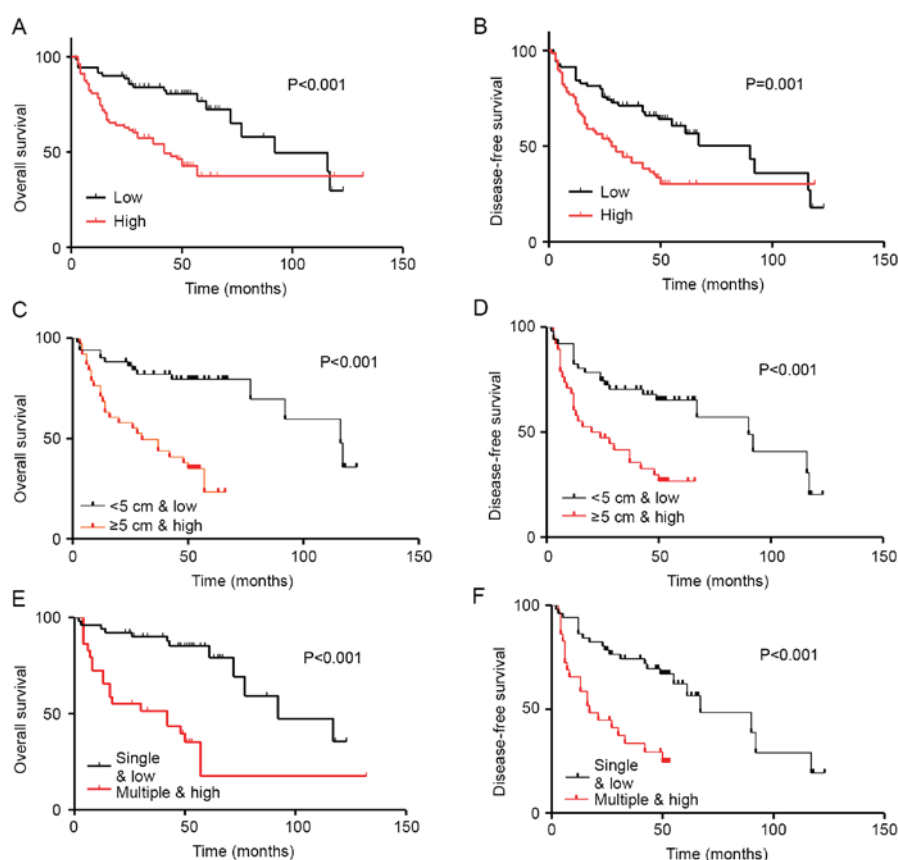 A
Overall survival
100
50
0
P<0.001
Low
High
0 50 100 150
Time (months)
B
Disease-free survival
100
50
0
P=0.001
Low
High
0 50 100 150
Time (months)
C
Overall survival
100
50
0
P<0.001
<5 cm & low
≥5 cm & high
0 50 100 150
Time (months)
D
Disease-free survival
100
50
0
P<0.001
<5 cm & low
≥5 cm & high
0 50 100 150
Time (months)
E
Overall survival
100
50
0
P<0.001
Single
& low
Multiple & high
0 50 100 150
Time (months)
F
Disease-free survival
100
50
0
P<0.001
Single
& low
Multiple & high
0 50 100 150
Time (months)